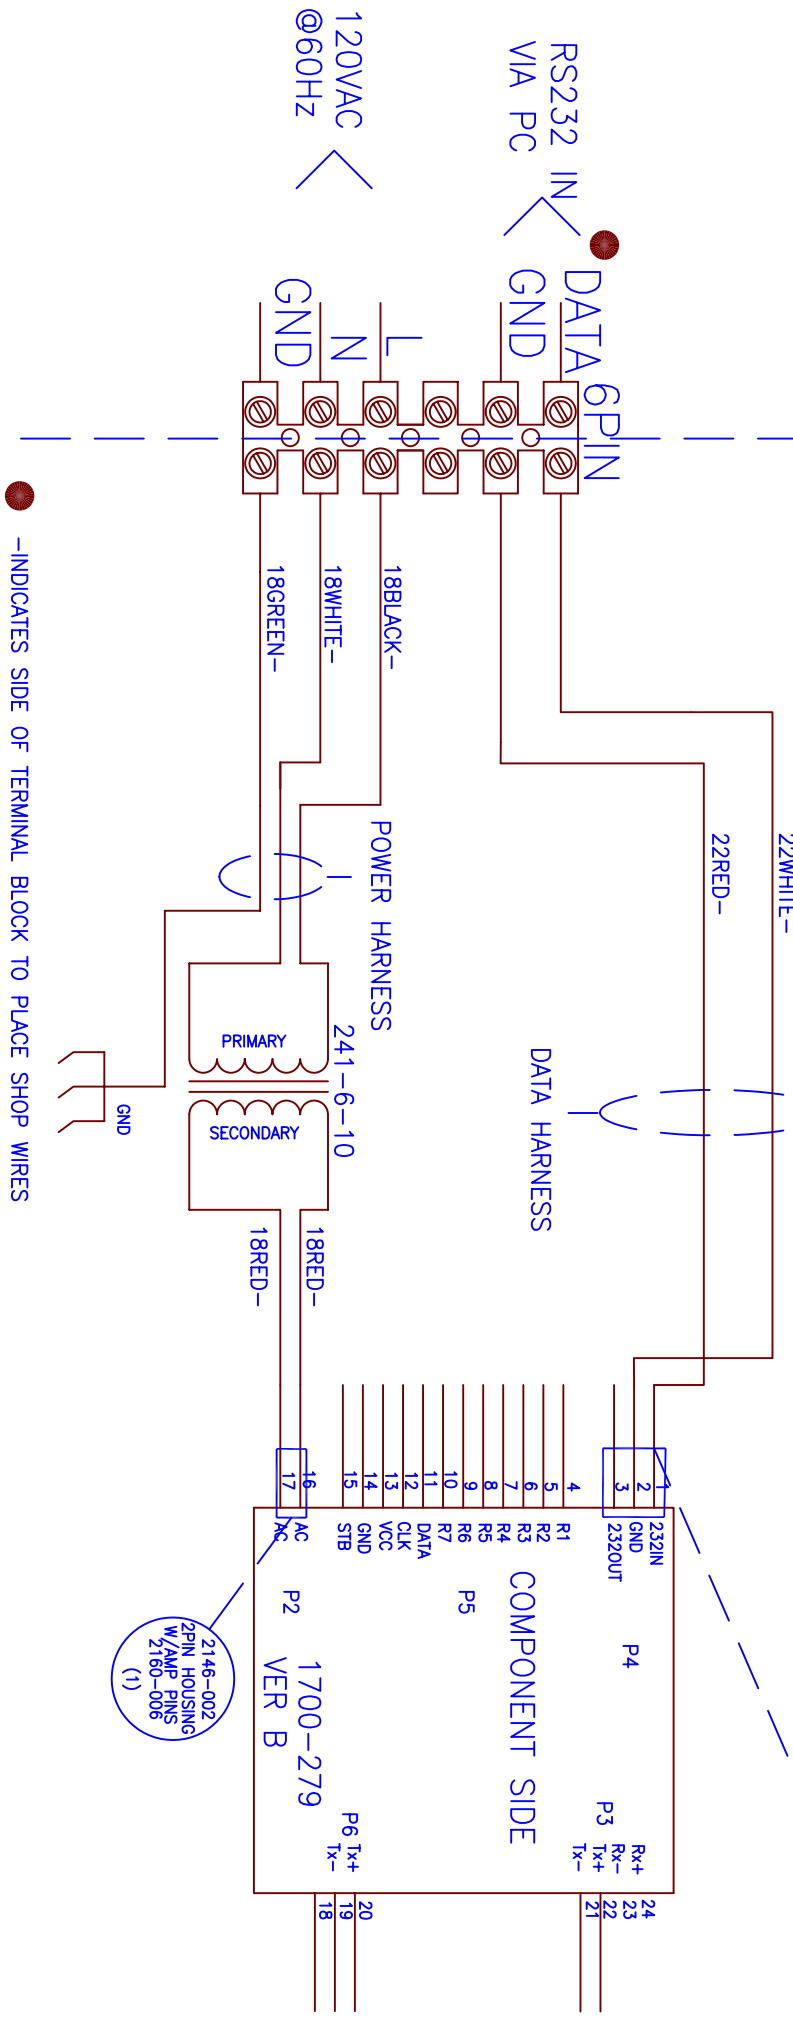 RS232 IN
VIA PC
120VAC
@60Hz
DATA
GND
L
N
GND
6PIN
22WHITE-
22RED-
18BLACK-
18WHITE-
18GREEN-
-INDICATES SIDE OF TERMINAL BLOCK TO PLACE SHOP WIRES
POWER HARNESS
DATA HARNESS
241-6-10
PRIMARY
SECONDARY
GND
18RED-
18RED-
1
2
3
4
5
6
7
8
9
10
11
12
13
14
15
16
17
232IN
GND
232OUT
R1
R2
R3
R4
R5
R6
R7
DATA
CLK
VCC
GND
STB
AC
AC
P4
P5
P2
COMPONENT SIDE
1700-279
VER B
2146-002
2PIN HOUSING
W/AMP PINS
2160-006
(1)
P3
Rx+
Rx-
Tx+
Tx-
P6
Tx+
Tx-
24
23
22
21
20
19
18